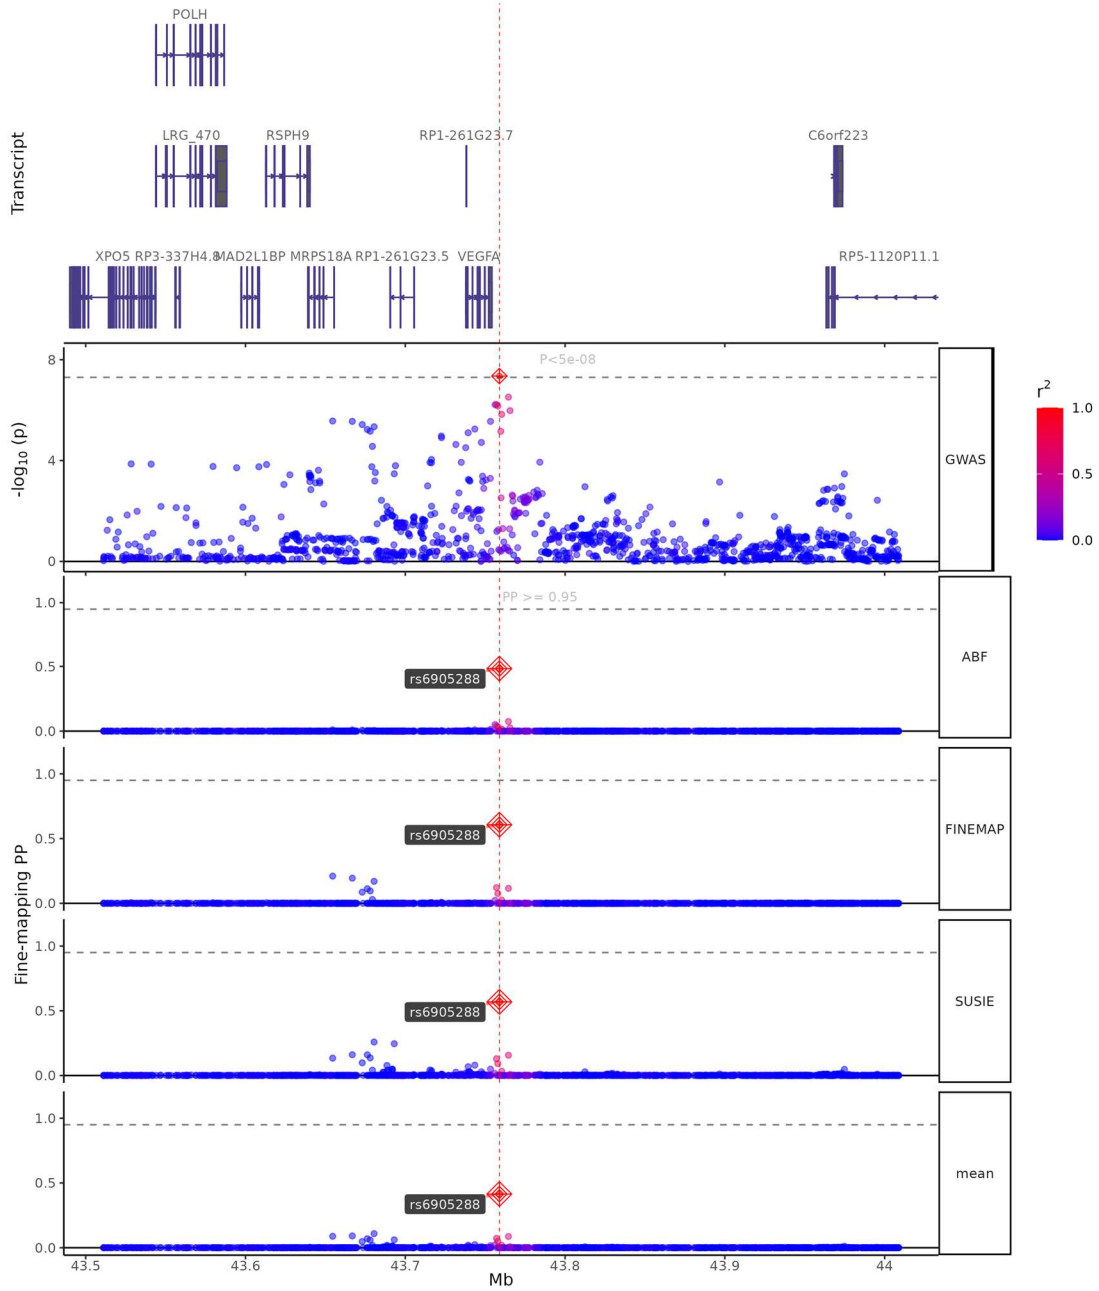 POLH
LRG_470
RSPH9
RP1-261G23.7
C6orf223
Transcript
XPO5
RP3-337H4.8
MAD2L1BP
MRPS18A
RP1-261G23.5
VEGFA
RP5-1120P11.1
8
4
0
-log10 (p)
P<5e-08
GWAS
r2
1.0
0.5
0.0
1.0
0.5
0.0
PP >= 0.95
rs6905288
ABF
1.0
0.5
0.0
rs6905288
FINEMAP
Fine-mapping PP
1.0
0.5
0.0
rs6905288
SUSIE
1.0
0.5
0.0
rs6905288
mean
43.5
43.6
43.7
43.8
43.9
44
Mb